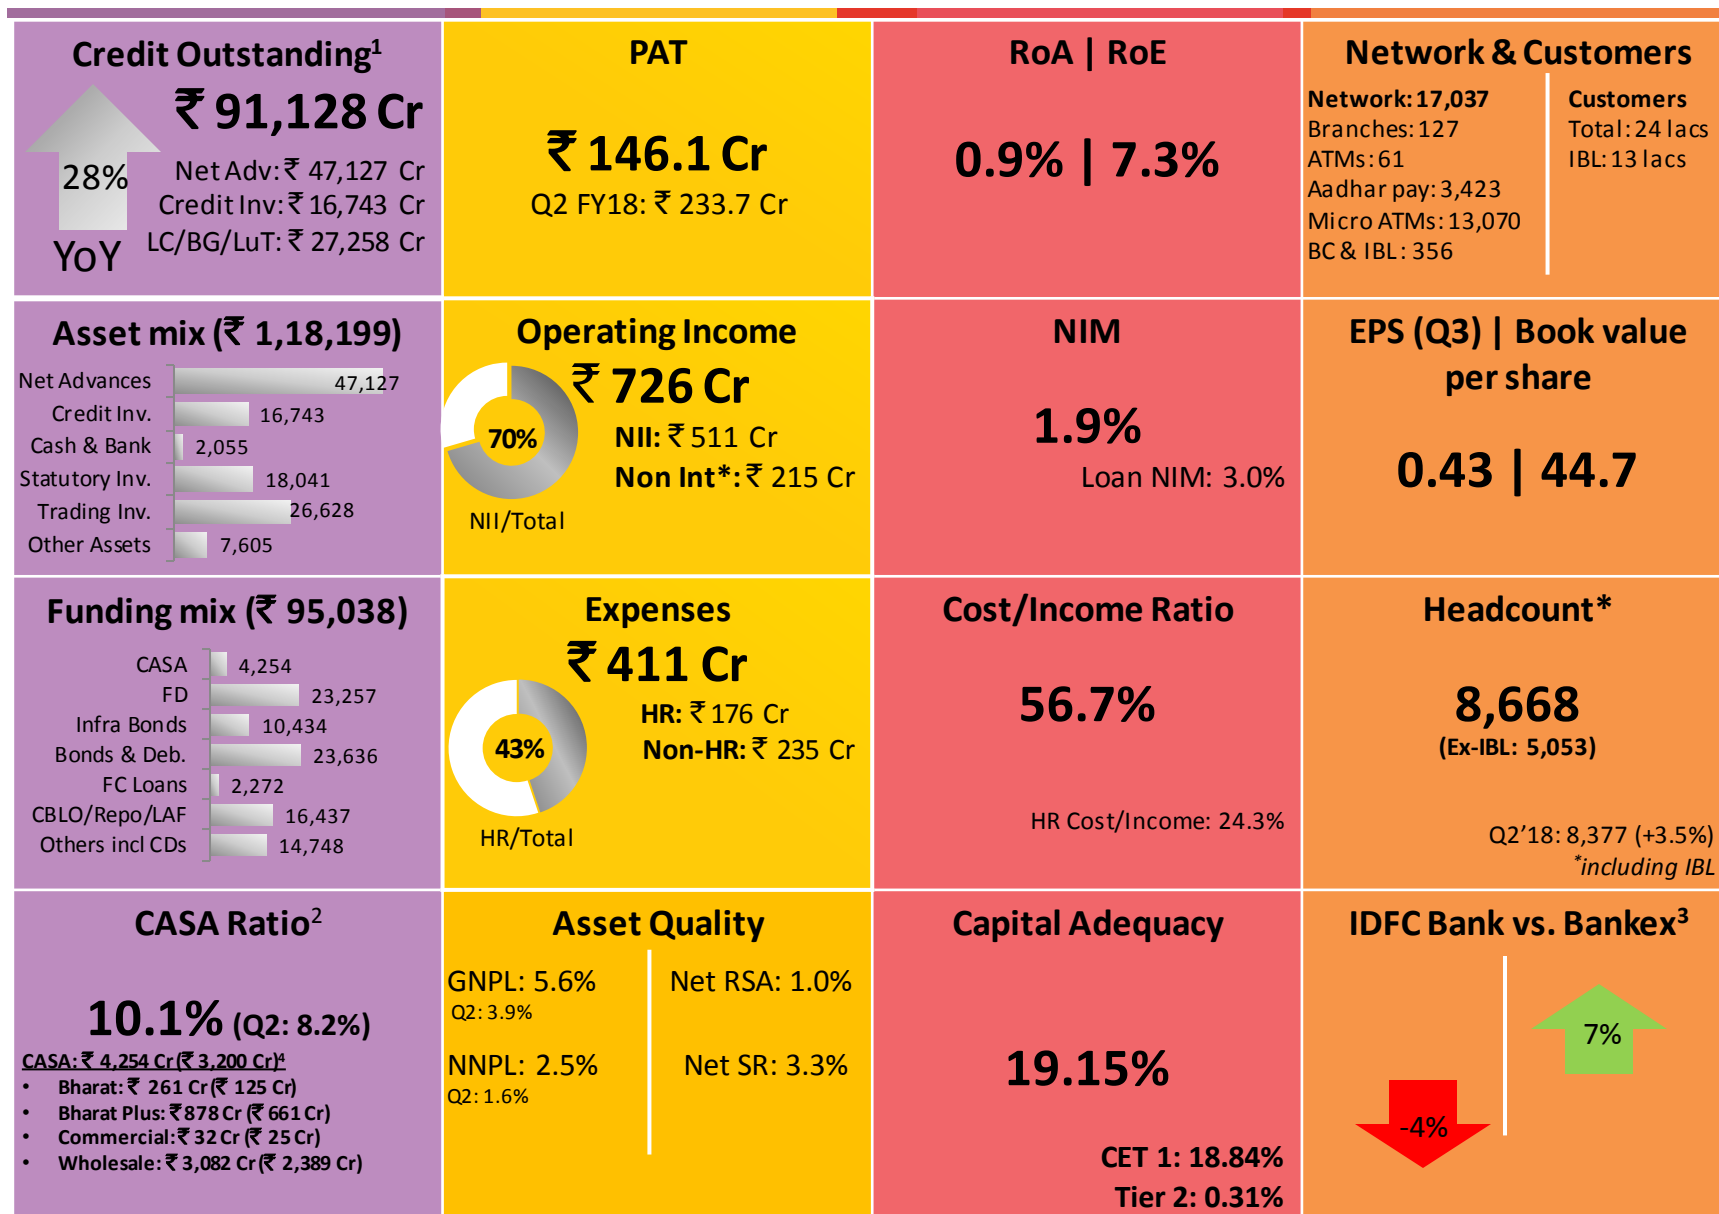 Credit Outstanding¹
₹ 91,128 Cr
28%
YoY
Net Adv: ₹ 47,127 Cr
Credit Inv: ₹ 16,743 Cr
LC/BG/LuT: ₹ 27,258 Cr
PAT
₹ 146.1 Cr
Q2 FY18: ₹ 233.7 Cr
RoA | RoE
0.9% | 7.3%
Network & Customers
Network: 17,037
Branches: 127
ATMs: 61
Aadhar pay: 3,423
Micro ATMs: 13,070
BC & IBL: 356
Customers
Total: 24 lacs
IBL: 13 lacs
Asset mix (₹ 1,18,199)
Net Advances 47,127
Credit Inv. 16,743
Cash & Bank 2,055
Statutory Inv. 18,041
Trading Inv. 26,628
Other Assets 7,605
Operating Income
₹ 726 Cr
70%
NII: ₹ 511 Cr
Non Int*: ₹ 215 Cr
NII/Total
NIM
1.9%
Loan NIM: 3.0%
EPS (Q3) | Book value
per share
0.43 | 44.7
Funding mix (₹ 95,038)
CASA 4,254
FD 23,257
Infra Bonds 10,434
Bonds & Deb. 23,636
FC Loans 2,272
CBLO/Repo/LAF 16,437
Others incl CDs 14,748
Expenses
₹ 411 Cr
HR: ₹ 176 Cr
Non-HR: ₹ 235 Cr
43%
HR/Total
Cost/Income Ratio
56.7%
HR Cost/Income: 24.3%
Headcount*
8,668
(Ex-IBL: 5,053)
Q2’18: 8,377 (+3.5%)
*including IBL
CASA Ratio²
10.1% (Q2: 8.2%)
CASA: ₹ 4,254 Cr (₹ 3,200 Cr)⁴
• Bharat: ₹ 261 Cr (₹ 125 Cr)
• Bharat Plus: ₹ 878 Cr (₹ 661 Cr)
• Commercial: ₹ 32 Cr (₹ 25 Cr)
• Wholesale: ₹ 3,082 Cr (₹ 2,389 Cr)
Asset Quality
GNPL: 5.6%
Q2: 3.9%
NNPL: 2.5%
Q2: 1.6%
Net RSA: 1.0%
Net SR: 3.3%
Capital Adequacy
19.15%
CET 1: 18.84%
Tier 2: 0.31%
IDFC Bank vs. Bankex³
7%
-4%